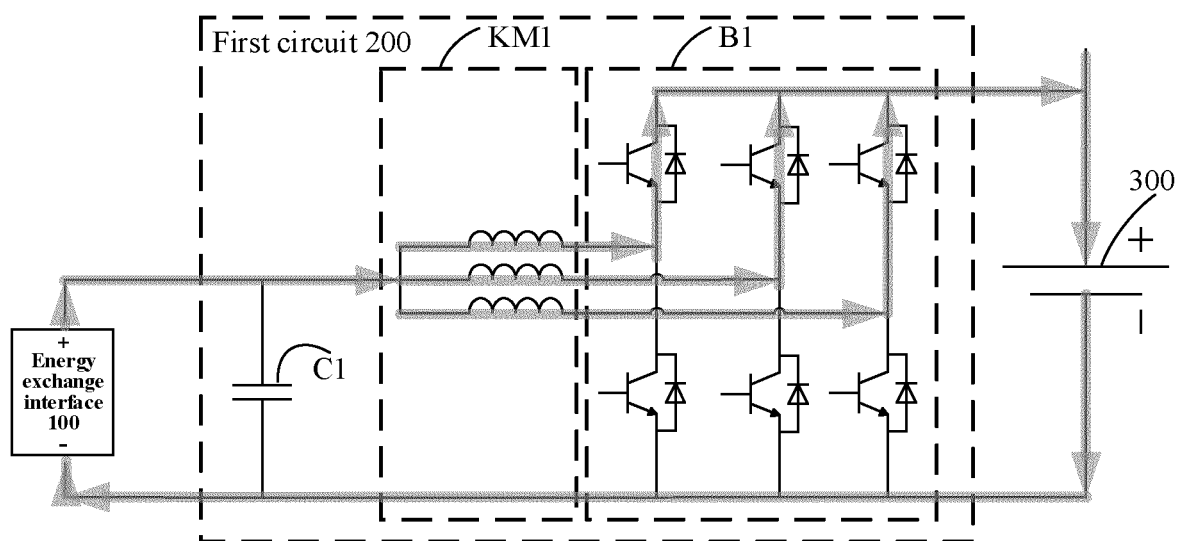 First circuit 200
KM1
B1
300
+
C1
+
Energy
exchange
interface
100
-